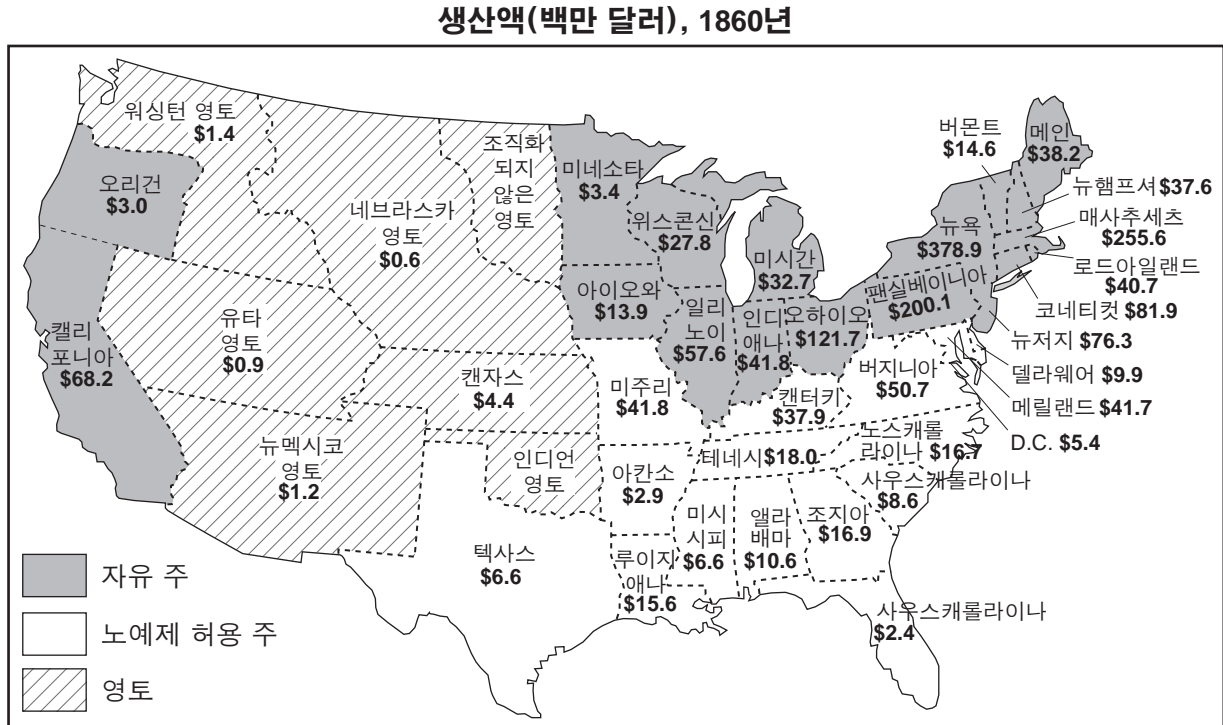 생산액(백만 달러), 1860년
워싱턴 영토
$1.4
오리건
$3.0
네브라스카
영토
$0.6
조직화
되지
않은
영토
미네소타
$3.4
위스콘신
$27.8
미시간
$32.7
버몬트
$14.6
메인
$38.2
뉴햄프셔 $37.6
매사추세츠
$255.6
뉴욕
$378.9
로드아일랜드
$40.7
코네티컷 $81.9
팬실베이니아
$200.1
뉴저지 $76.3
델라웨어 $9.9
메릴랜드 $41.7
D.C. $5.4
캘리
포니아
$68.2
유타
영토
$0.9
아이오와
$13.9
일리
노이
$57.6
인디
애나
$41.8
오하이오
$121.7
캔자스
$4.4
미주리
$41.8
캔터키
$37.9
버지니아
$50.7
뉴멕시코
영토
$1.2
인디언
영토
아칸소
$2.9
테네시 $18.0
노스캐롤
라이나 $16.7
사우스캐롤라이나
$8.6
텍사스
$6.6
루이지
애나
$15.6
미시
시피
$6.6
앨라
배마
$10.6
조지아
$16.9
사우스캐롤라이나
$2.4
자유 주
노예제 허용 주
영토